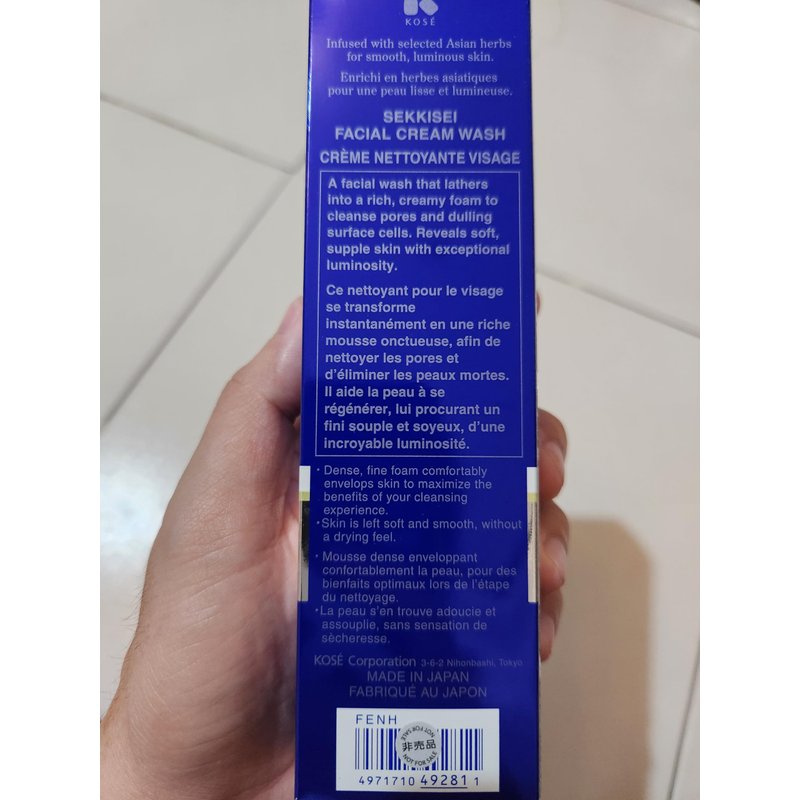 KOSÉ
Infused with selected Asian herbs
for smooth, luminous skin.
Enrichi en herbes asiatiques
pour une peau lisse et lumineuse.
SEKKISEI
FACIAL CREAM WASH
CRÈME NETTOYANTE VISAGE
A facial wash that lathers
into a rich, creamy foam to
cleanse pores and dulling
surface cells. Reveals soft,
supple skin with exceptional
luminosity.
Ce nettoyant pour le visage
se transforme
instantanément en une riche
mousse onctueuse, afin de
nettoyer les pores et
d'éliminer les peaux mortes.
Il aide la peau à se
régénérer, lui procurant un
fini souple et soyeux, d'une
incroyable luminosité.
· Dense, fine foam comfortably
envelops skin to maximize the
benefits of your cleansing
experience.
· Skin is left soft and smooth, without
a drying feel.
· Mousse dense enveloppant
confortablement la peau, pour des
bienfaits optimaux lors de l'étape
du nettoyage.
· La peau s'en trouve adoucie et
assouplie, sans sensation de
sècheresse.
KOSÉ Corporation 3-6-2 Nihonbashi, Tokyo
MADE IN JAPAN
FABRIQUÉ AU JAPON
FENH
NOT FOR SALE
非売品
NOT FOR SALE
4971710 49281 1